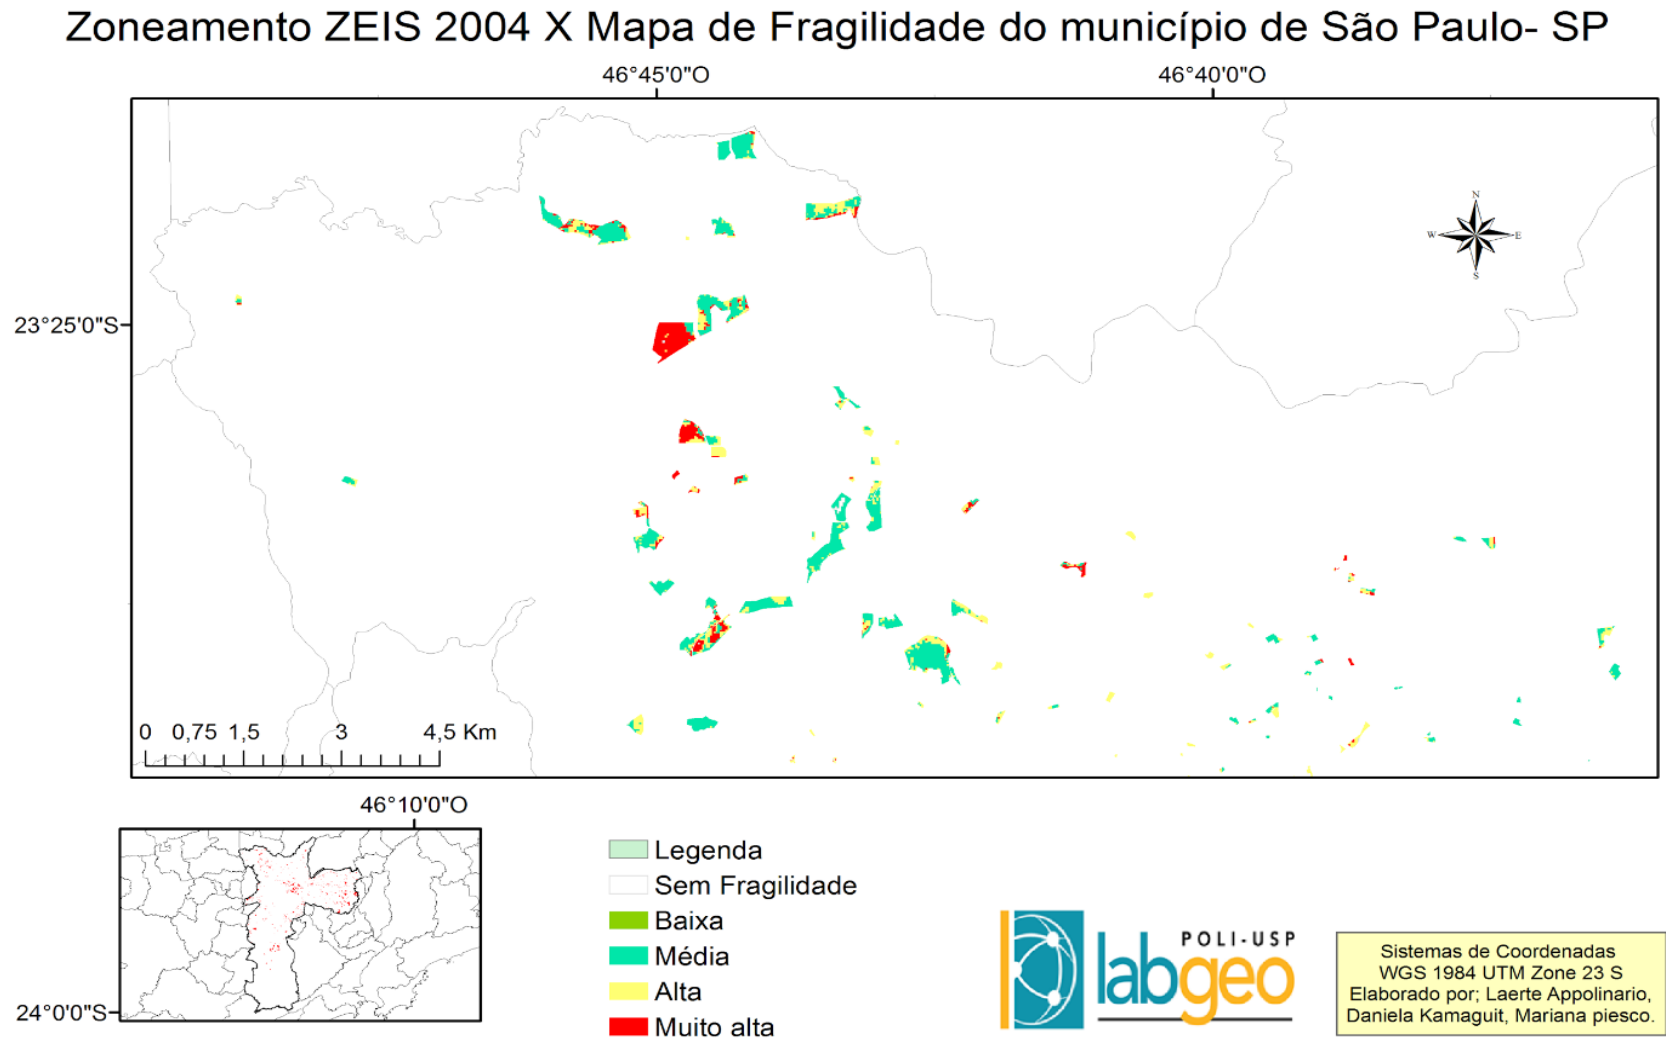 Zoneamento ZEIS 2004 X Mapa de Fragilidade do município de São Paulo- SP
46°45'0"O
46°40'0"O
N
W
E
S
23°25'0"S
0 0,75 1,5 3 4,5 Km
46°10'0"O
24°0'0"S
Legenda
Sem Fragilidade
Baixa
Média
Alta
Muito alta
POLI-USP
labgeo
Sistemas de Coordenadas
WGS 1984 UTM Zone 23 S
Elaborado por; Laerte Appolinario,
Daniela Kamaguit, Mariana piesco.